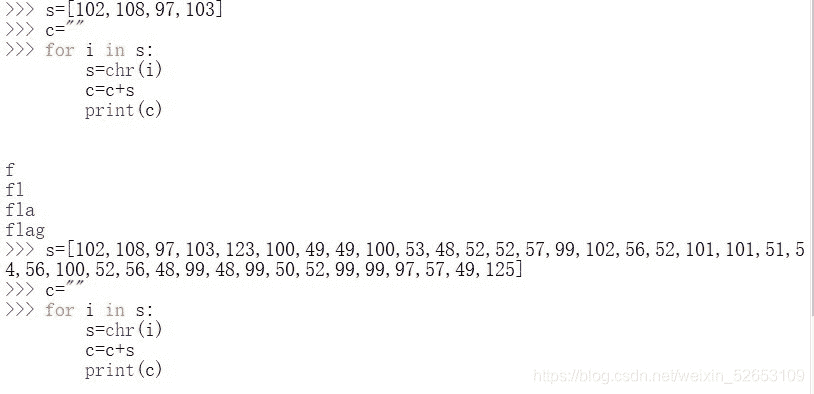 >>> s=[102,108,97,103]
>>> c=""
>>> for i in s:
        s=chr(i)
        c=c+s
        print(c)
f
fl
fla
flag
>>> s=[102,108,97,103,123,100,49,49,100,53,48,52,52,57,99,102,56,52,101,101,51,5
4,56,100,52,56,48,99,48,99,50,52,99,99,97,57,49,125]
>>> c=""
>>> for i in s:
        s=chr(i)
        c=c+s
        print(c)
https://blog.csdn.net/weixin_52653109